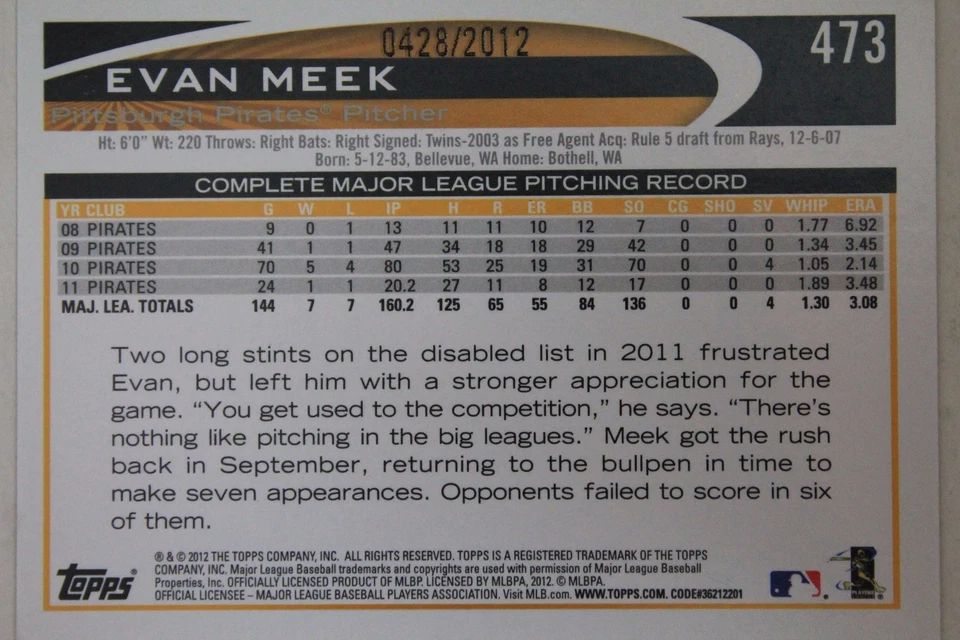 0428/2012
473
EVAN MEEK
Pittsburgh Pirates® Pitcher
Ht: 6'0" Wt: 220 Throws: Right Bats: Right Signed: Twins-2003 as Free Agent Acq: Rule 5 draft from Rays, 12-6-07
Born: 5-12-83, Bellevue, WA Home: Bothell, WA
COMPLETE MAJOR LEAGUE PITCHING RECORD
YR CLUB G W L IP H R ER BB SO CG SHO SV WHIP ERA
08 PIRATES 9 0 1 13 11 11 10 12 7 0 0 0 1.77 6.92
09 PIRATES 41 1 1 47 34 18 18 29 42 0 0 0 1.34 3.45
10 PIRATES 70 5 4 80 53 25 19 31 70 0 0 4 1.05 2.14
11 PIRATES 24 1 1 20.2 27 11 8 12 17 0 0 0 1.89 3.48
MAJ. LEA. TOTALS 144 7 7 160.2 125 65 55 84 136 0 0 4 1.30 3.08
Two long stints on the disabled list in 2011 frustrated
Evan, but left him with a stronger appreciation for the
game. “You get used to the competition,” he says. “There's
nothing like pitching in the big leagues.” Meek got the rush
back in September, returning to the bullpen in time to
make seven appearances. Opponents failed to score in six
of them.
® & © 2012 THE TOPPS COMPANY, INC. ALL RIGHTS RESERVED. TOPPS IS A REGISTERED TRADEMARK OF THE TOPPS
COMPANY, INC. Major League Baseball trademarks and copyrights are used with permission of Major League Baseball
Properties, Inc. OFFICIALLY LICENSED PRODUCT OF MLBP. LICENSED BY MLBPA, 2012. © MLBPA.
OFFICIAL LICENSEE – MAJOR LEAGUE BASEBALL PLAYERS ASSOCIATION. Visit MLB.com. WWW.TOPPS.COM. CODE#36212201
TOPPS®